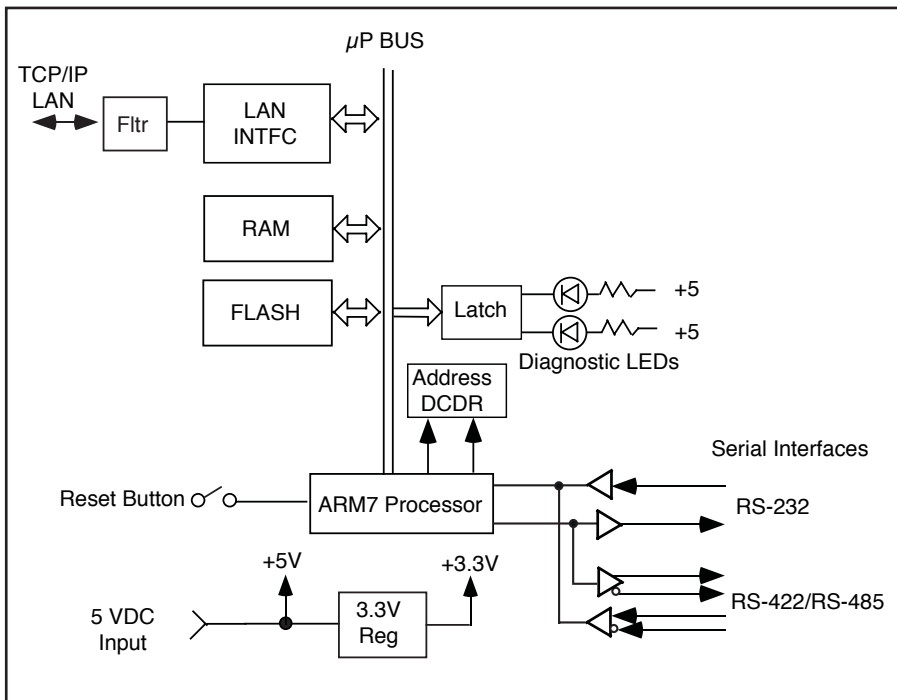 µP BUS
TCP/IP
LAN
Fltr
LAN
INTFC
RAM
FLASH
Latch
+5
+5
Diagnostic LEDs
Address
DCDR
Serial Interfaces
Reset Button
ARM7 Processor
RS-232
+5V
+3.3V
5 VDC
Input
3.3V
Reg
RS-422/RS-485